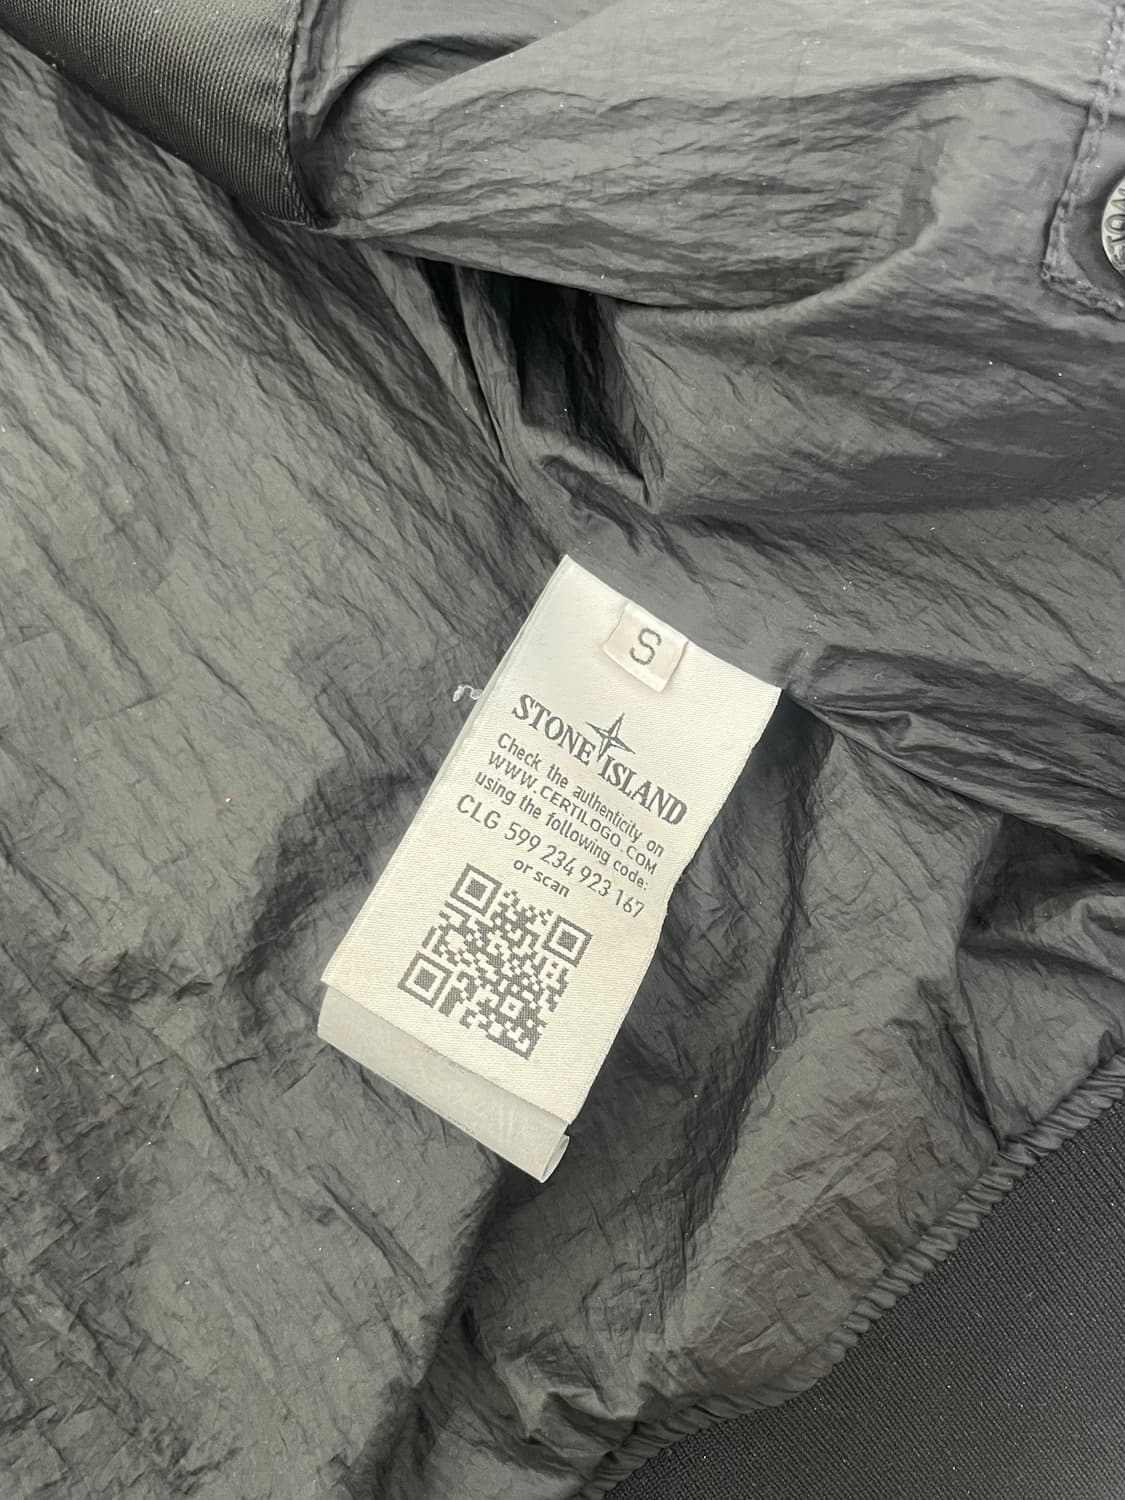 S
STONE ISLAND
Check the authenticity on
WWW.CERTILOGO.COM
using the following code:
CLG 599 234 923 167
or scan